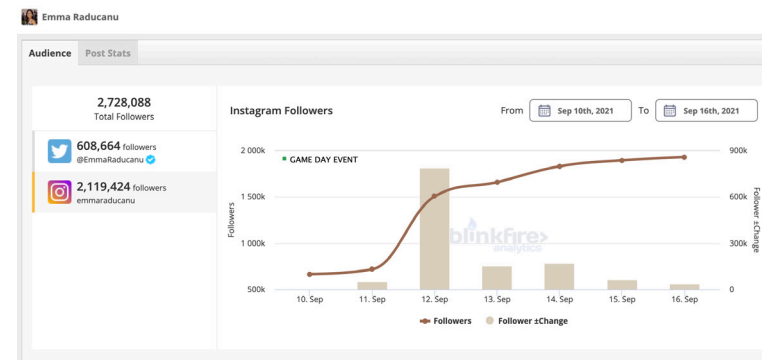 Emma Raducanu
Audience Post Stats
2,728,088
Total Followers
608,664 followers
@EmmaRaducanu
2,119,424 followers
emmaraducanu
Instagram Followers From Sep 10th, 2021 To Sep 16th, 2021
GAME DAY EVENT
2 000k
1 500k
1 000k
500k
Followers
900k
600k
300k
0
Follower ±Change
blinkfire>
analytics
10. Sep 11. Sep 12. Sep 13. Sep 14. Sep 15. Sep 16. Sep
Followers Follower ±Change